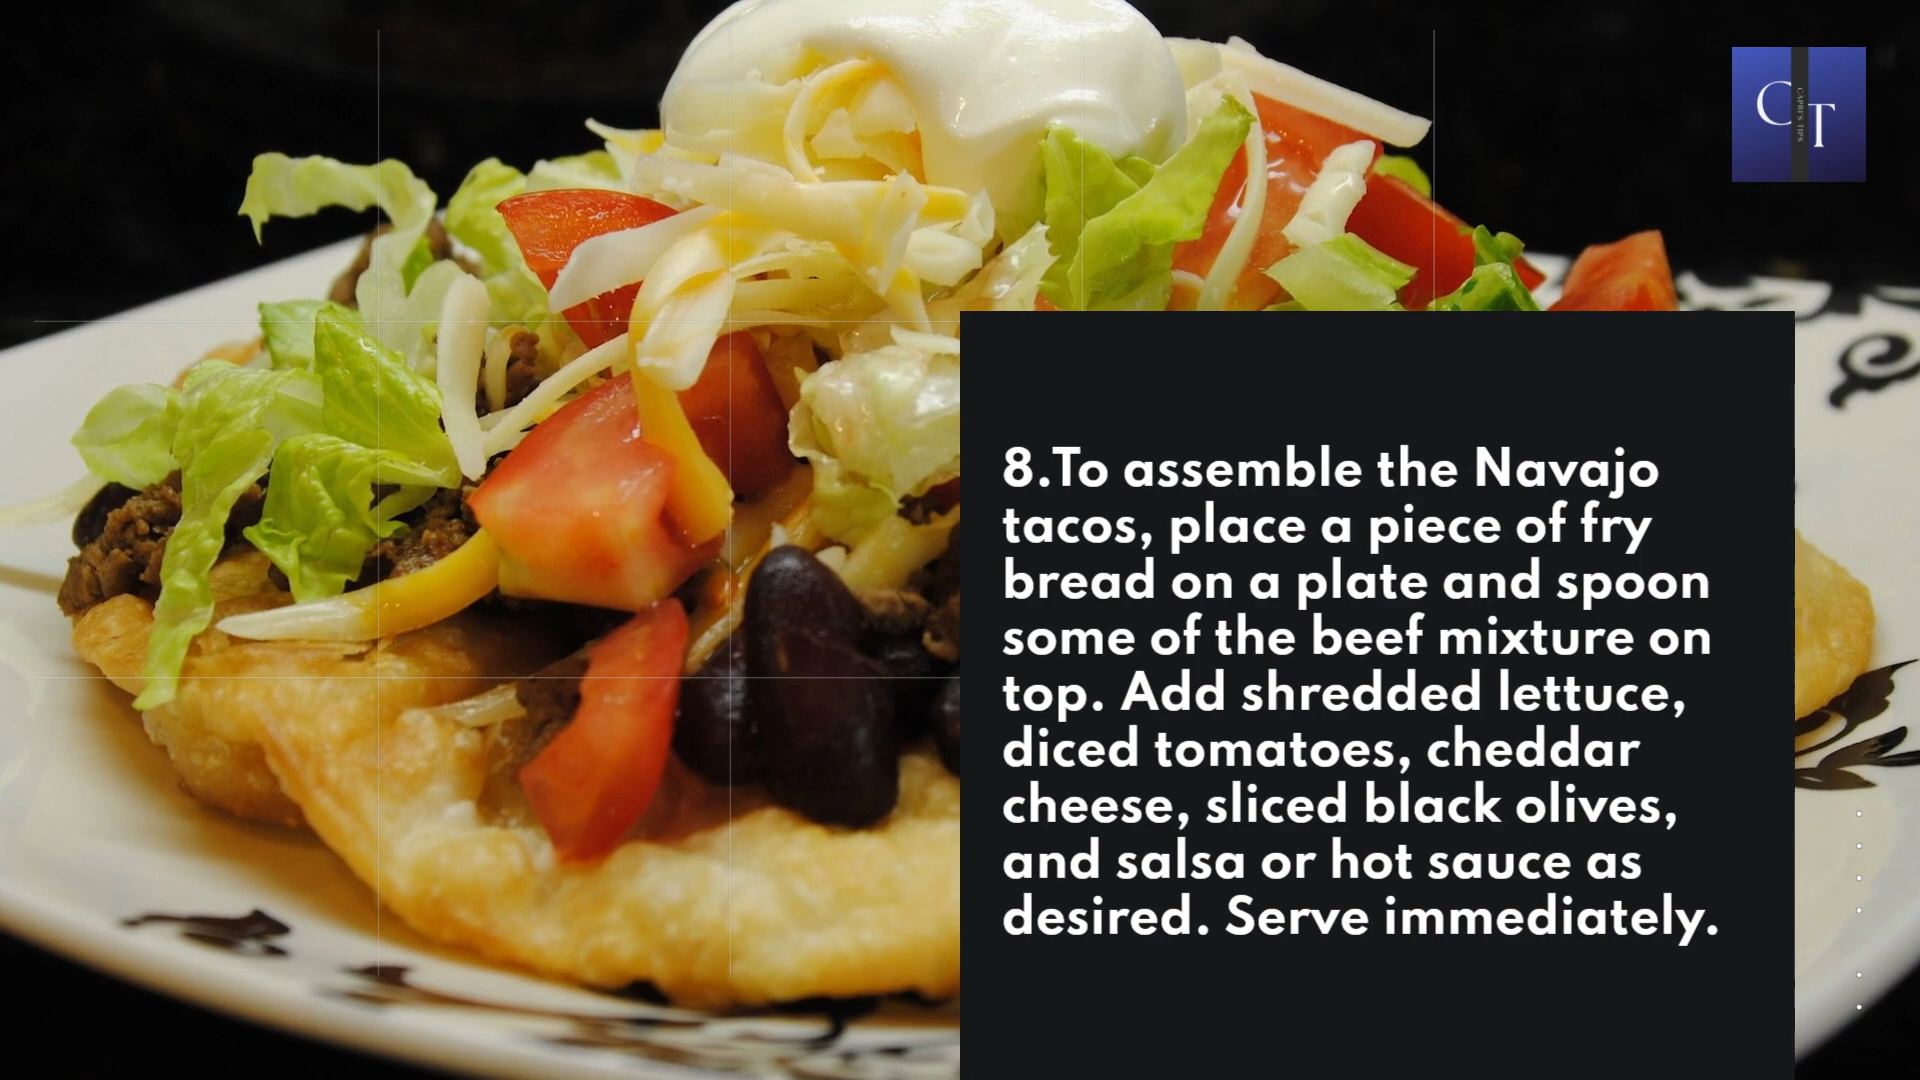 C
CAPRI'S TIPS
T
8.To assemble the Navajo
tacos, place a piece of fry
bread on a plate and spoon
some of the beef mixture on
top. Add shredded lettuce,
diced tomatoes, cheddar
cheese, sliced black olives,
and salsa or hot sauce as
desired. Serve immediately.